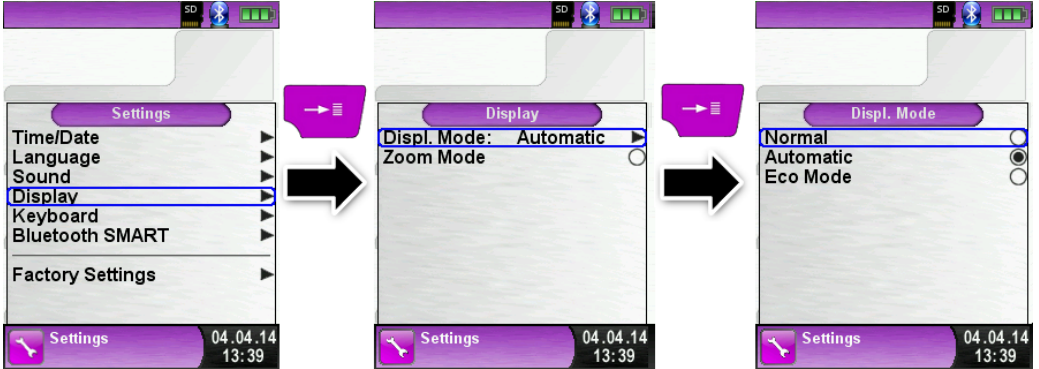 SD
Settings
Time/Date
Language
Sound
Display
Keyboard
Bluetooth SMART
Factory Settings
Settings
04.04.14
13:39
SD
Display
Displ. Mode: Automatic
Zoom Mode
Settings
04.04.14
13:39
SD
Displ. Mode
Normal
Automatic
Eco Mode
Settings
04.04.14
13:39